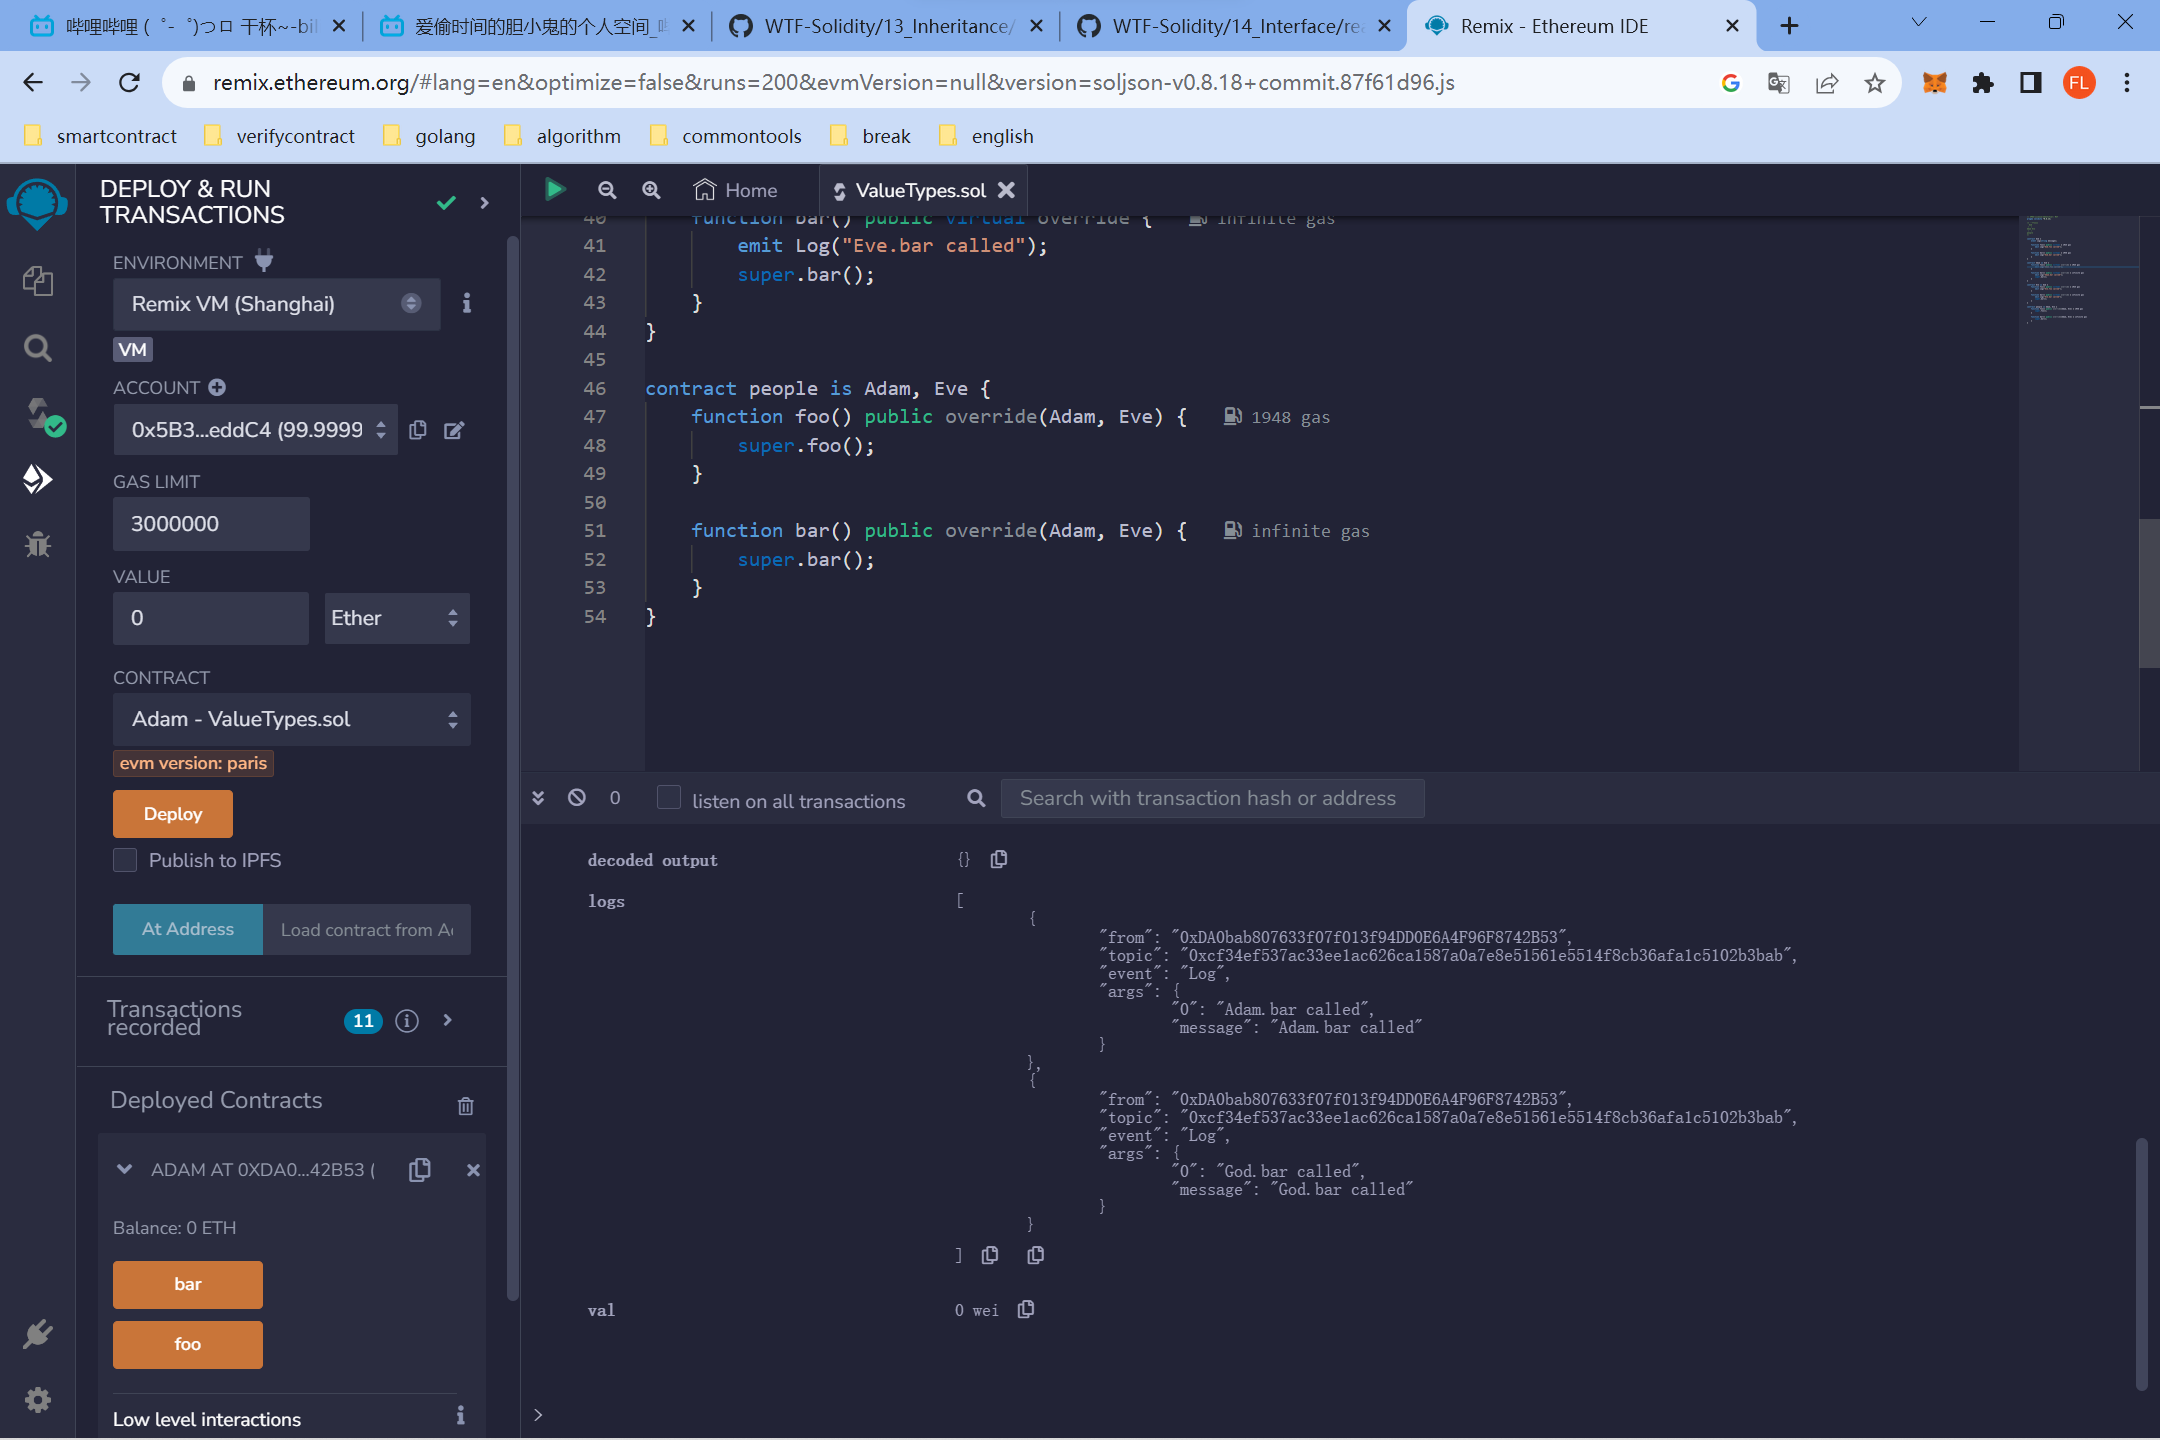 哔哩哔哩 (゜-゜)つロ 干杯~-bil
爱偷时间的胆小鬼的个人空间_
WTF-Solidity/13_Inheritance/
WTF-Solidity/14_Interface/rea
Remix - Ethereum IDE
remix.ethereum.org/#lang=en&optimize=false&runs=200&evmVersion=null&version=soljson-v0.8.18+commit.87f61d96.js
FL
smartcontract
verifycontract
golang
algorithm
commontools
break
english
DEPLOY & RUN
TRANSACTIONS
ENVIRONMENT
Remix VM (Shanghai)
VM
ACCOUNT
0x5B3...eddC4 (99.9999
GAS LIMIT
3000000
VALUE
0
Ether
CONTRACT
Adam - ValueTypes.sol
evm version: paris
Deploy
Publish to IPFS
At Address
Load contract from Ac
Transactions
recorded
11
Deployed Contracts
ADAM AT 0XDA0...42B53 (
Balance: 0 ETH
bar
foo
Low level interactions
Home
ValueTypes.sol
40 function bar() public virtual override { infinite gas
41 emit Log("Eve.bar called");
42 super.bar();
43 }
44 }
45
46 contract people is Adam, Eve {
47 function foo() public override(Adam, Eve) { 1948 gas
48 super.foo();
49 }
50
51 function bar() public override(Adam, Eve) { infinite gas
52 super.bar();
53 }
54 }
0
listen on all transactions
Search with transaction hash or address
decoded output {}
logs [
{
"from": "0xDA0bab807633f07f013f94DD0E6A4F96F8742B53",
"topic": "0xcf34ef537ac33ee1ac626ca1587a0a7e8e51561e5514f8cb36afa1c5102b3bab",
"event": "Log",
"args": {
"0": "Adam.bar called",
"message": "Adam.bar called"
}
},
{
"from": "0xDA0bab807633f07f013f94DD0E6A4F96F8742B53",
"topic": "0xcf34ef537ac33ee1ac626ca1587a0a7e8e51561e5514f8cb36afa1c5102b3bab",
"event": "Log",
"args": {
"0": "God.bar called",
"message": "God.bar called"
}
}
]
val 0 wei
>